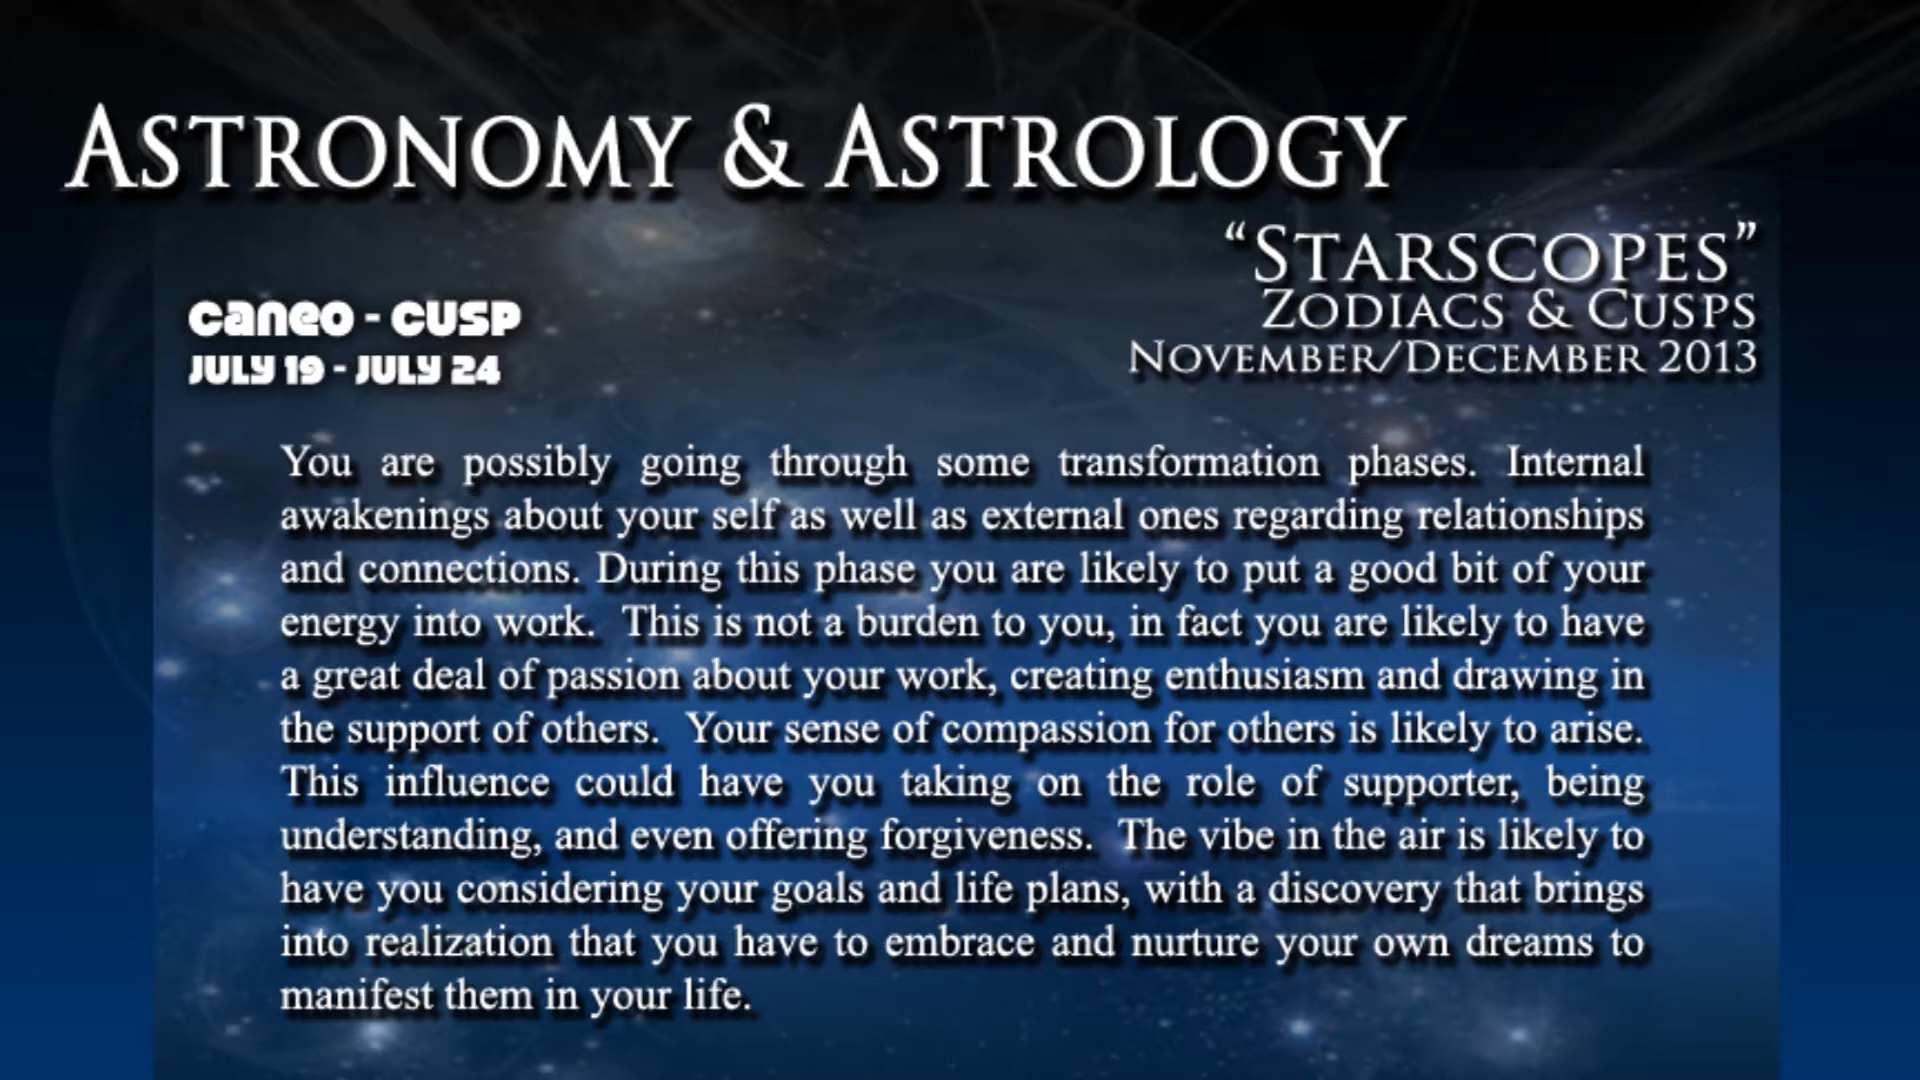 ASTRONOMY & ASTROLOGY
"STARSCOPES"
ZODIACS & CUSPS
NOVEMBER/DECEMBER 2013
Caneo - CUSP
JULY 19 - JULY 24
You are possibly going through some transformation phases. Internal
awakenings about your self as well as external ones regarding relationships
and connections. During this phase you are likely to put a good bit of your
energy into work. This is not a burden to you, in fact you are likely to have
a great deal of passion about your work, creating enthusiasm and drawing in
the support of others. Your sense of compassion for others is likely to arise.
This influence could have you taking on the role of supporter, being
understanding, and even offering forgiveness. The vibe in the air is likely to
have you considering your goals and life plans, with a discovery that brings
into realization that you have to embrace and nurture your own dreams to
manifest them in your life.